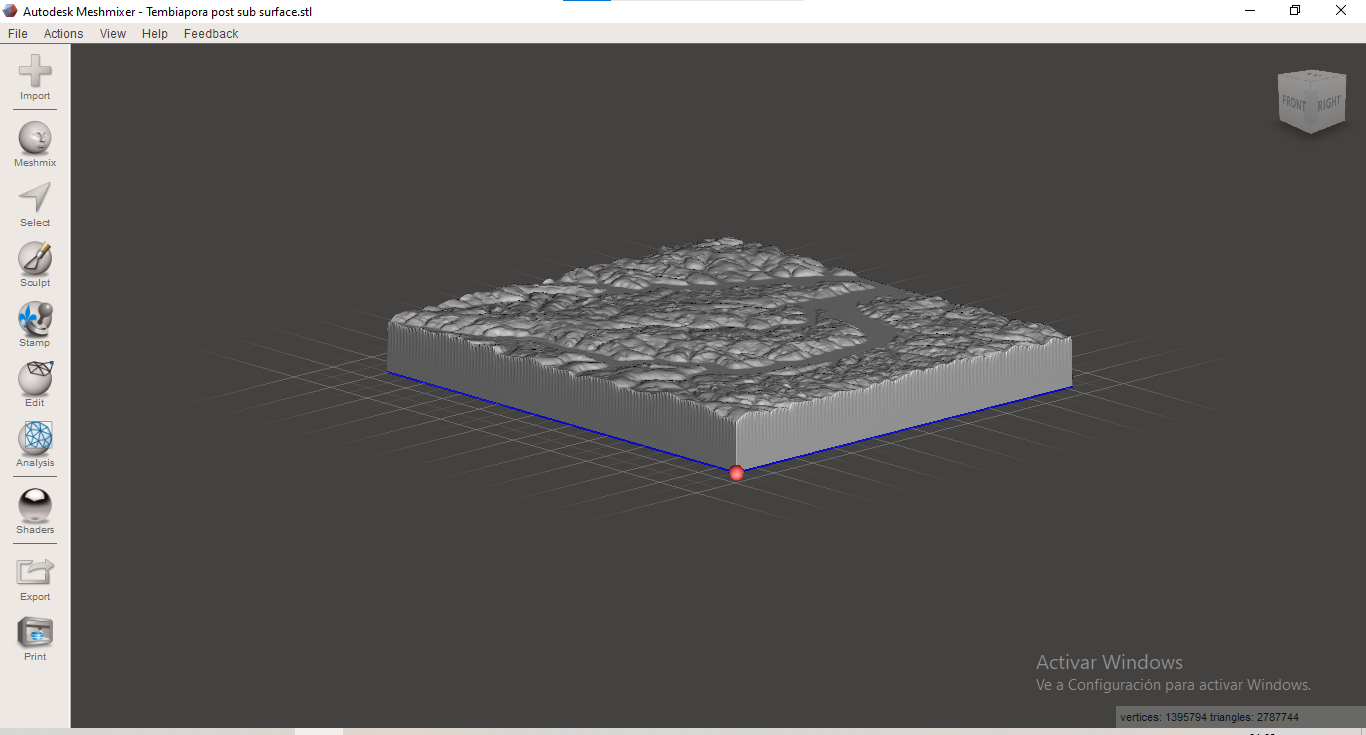 Autodesk Meshmixer - Tembiapora post sub surface.stl
File Actions View Help Feedback
Import
FRONT RIGHT
Meshmix
Select
Sculpt
Stamp
Edit
Analysis
Shaders
Export
Print
Activar Windows
Ve a Configuración para activar Windows.
vertices: 1395794 triangles: 2787744